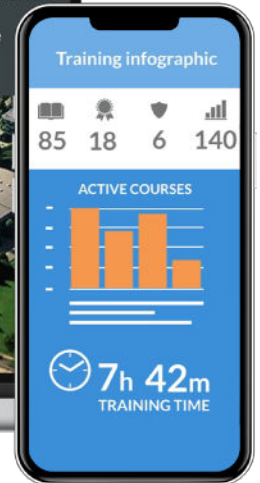 Training infographic
85 18 6 140
ACTIVE COURSES
7h 42m
TRAINING TIME